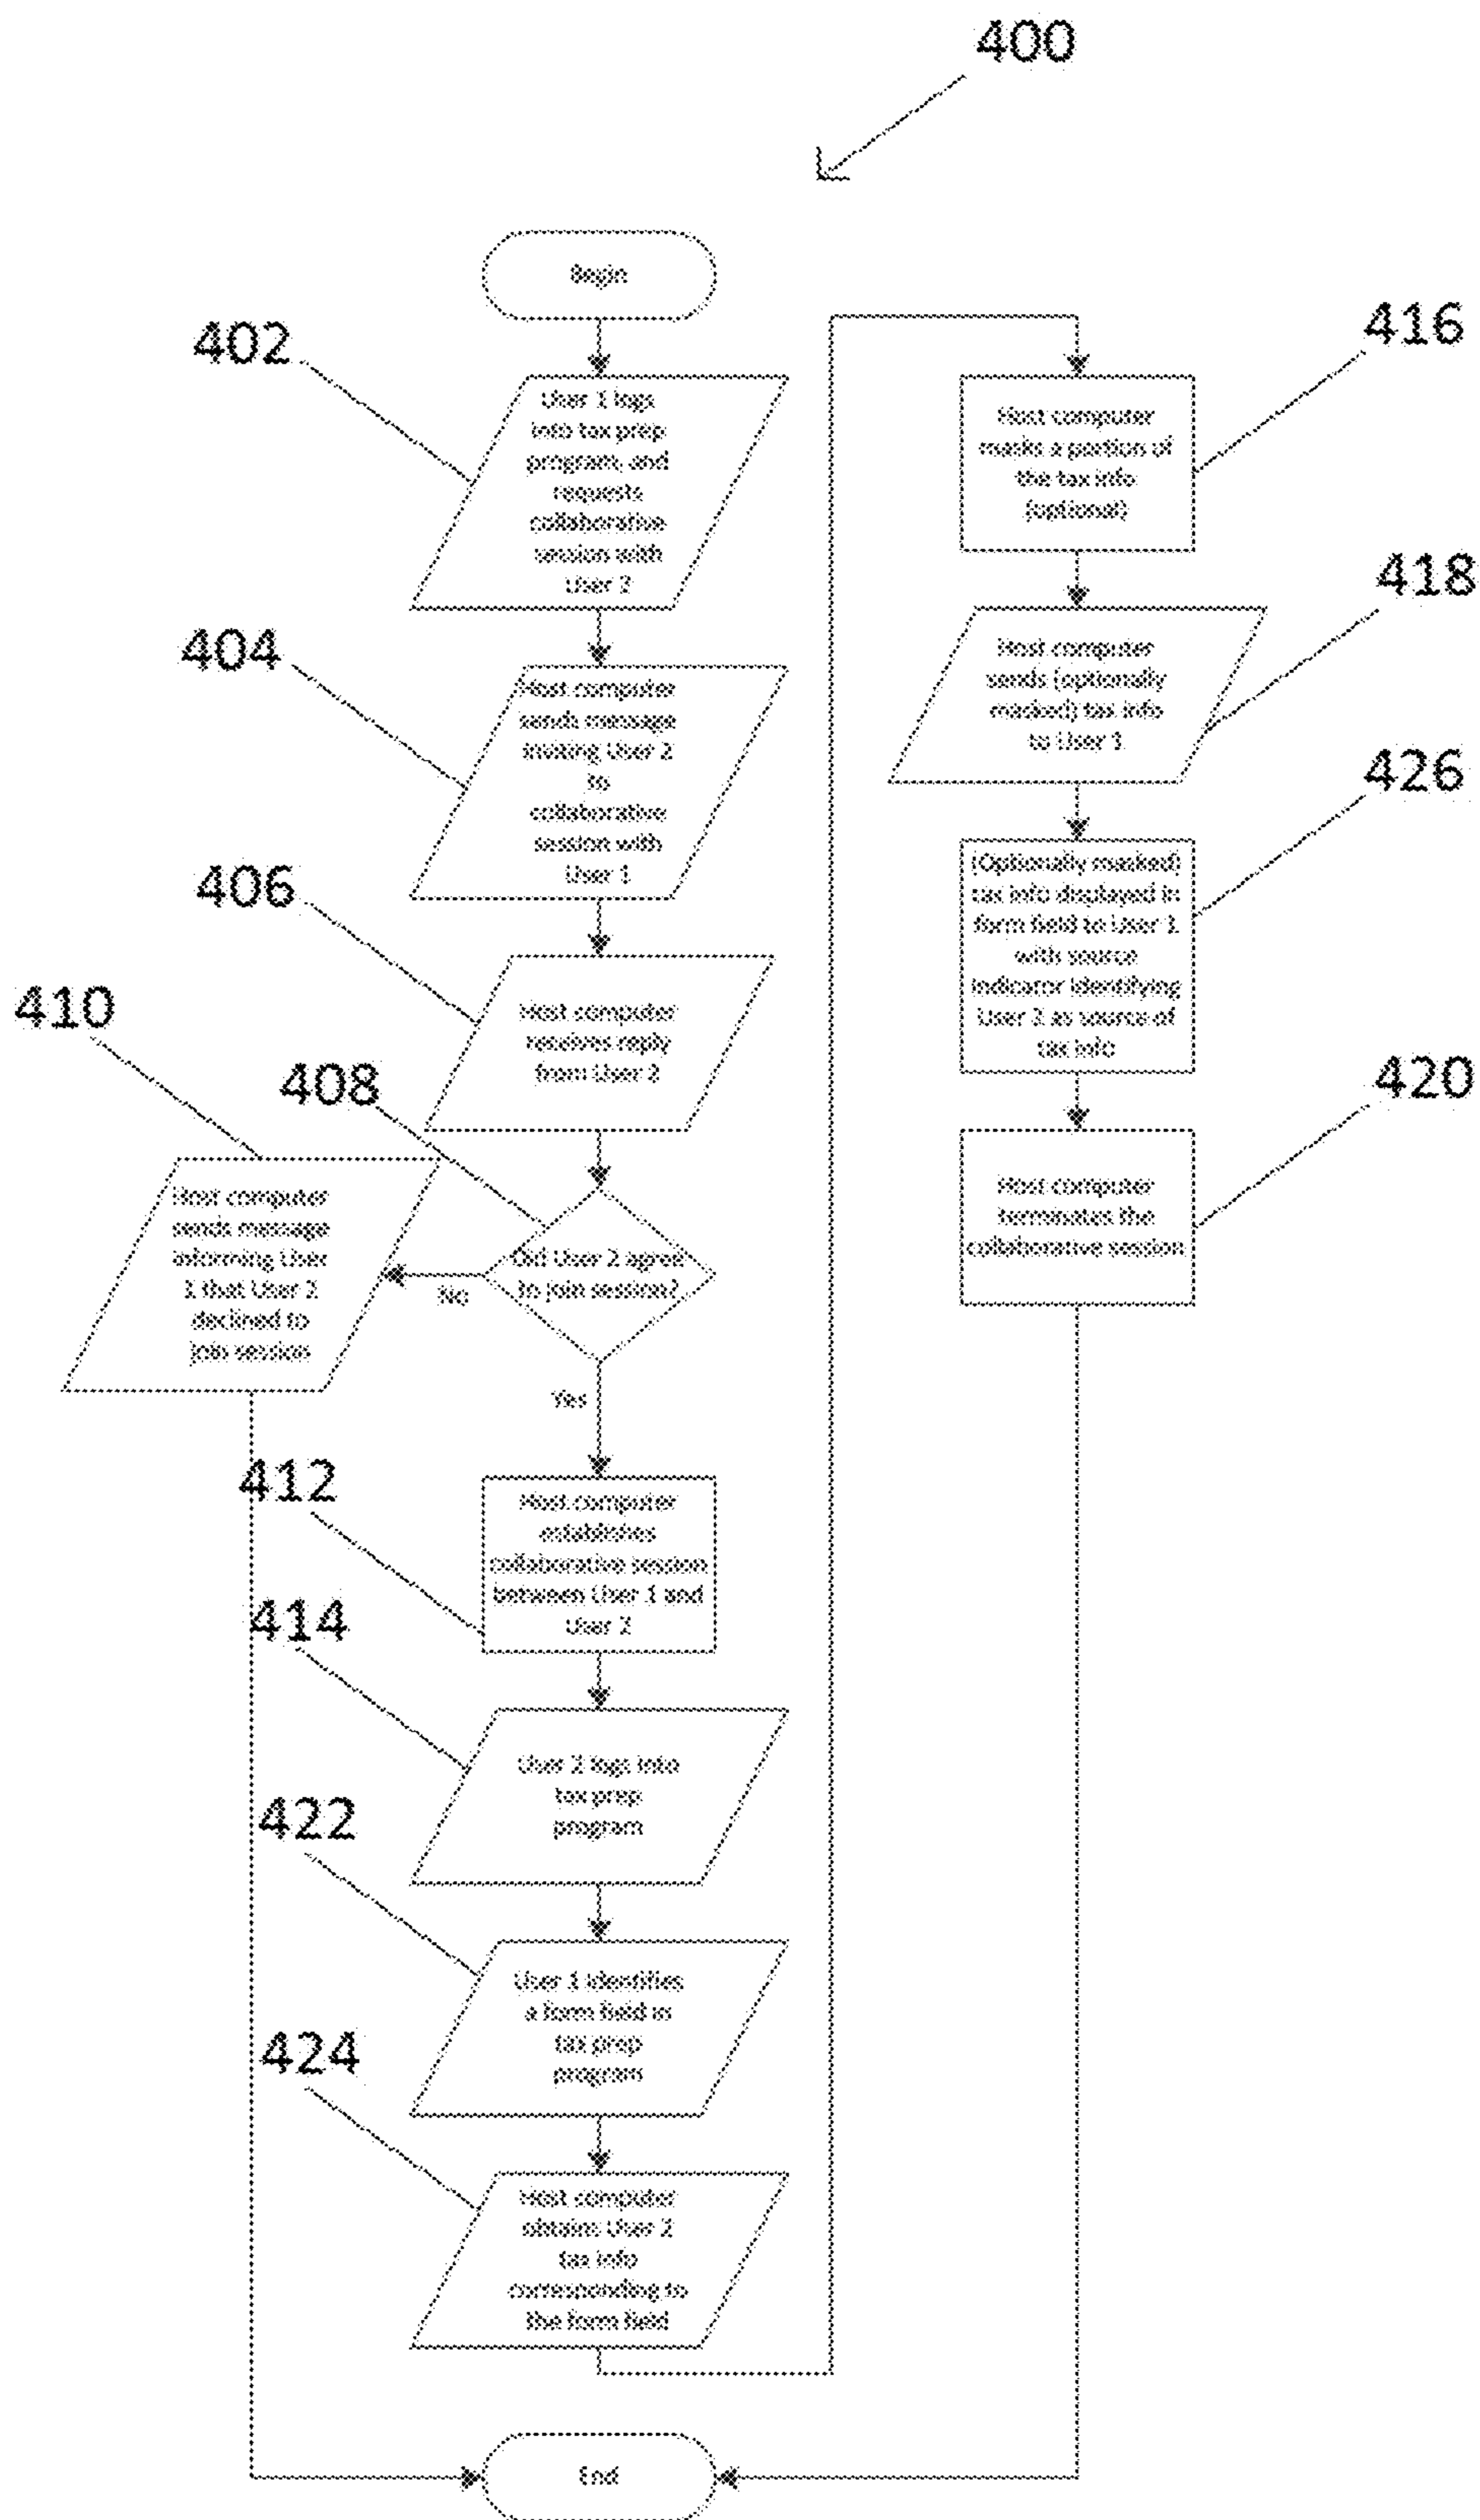 400
Begin
402
User 1 logs
into tax prep
program, and
requests
collaborative
session with
User 2
404
Host computer
sends message
inviting User 2
to
collaborative
session with
User 1
406
Host computer
receives reply
from User 2
408
Did User 2 agree
to join session?
No
Yes
410
Host computer
sends message
informing User
1 that User 2
declined to
join session
412
Host computer
establishes
collaborative session
between User 1 and
User 2
414
User 2 logs into
tax prep
program
422
User 1 identifies
a form field in
tax prep
program
424
Host computer
obtains User 2
tax info
corresponding to
the form field
416
Host computer
masks a portion of
the tax info
(optional)
418
Host computer
sends (optionally
masked) tax info
to User 1
426
(Optionally masked)
tax info displayed in
form field to User 1
with source
indicator identifying
User 2 as source of
tax info
420
Host computer
terminates the
collaborative session
End